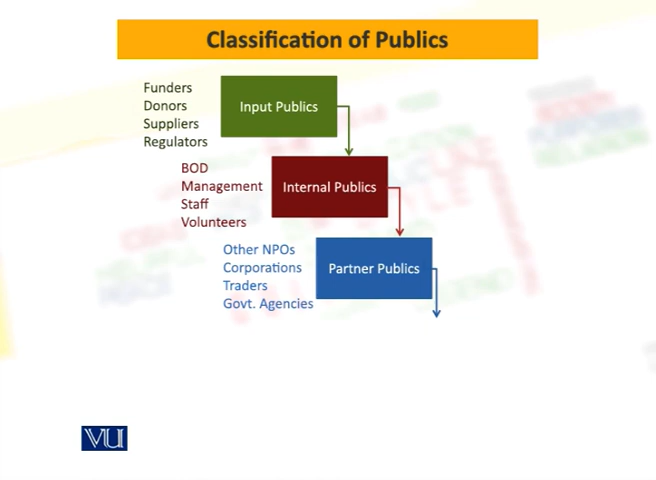 Classification of Publics
Funders
Donors
Suppliers
Regulators
Input Publics
BOD
Management
Staff
Volunteers
Internal Publics
Other NPOs
Corporations
Traders
Govt. Agencies
Partner Publics
VU